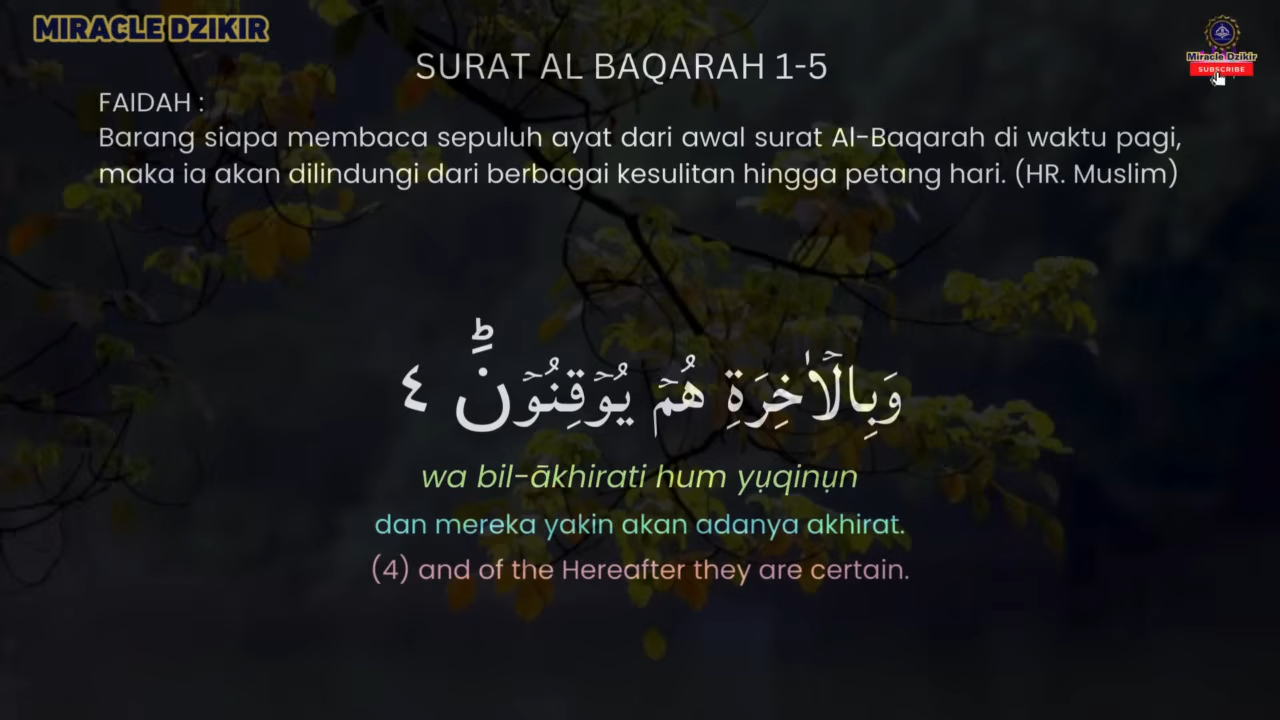 MIRACLE DZIKIR
Miracle Dzikir
SUBSCRIBE
SURAT AL BAQARAH 1-5
FAIDAH :
Barang siapa membaca sepuluh ayat dari awal surat Al-Baqarah di waktu pagi,
maka ia akan dilindungi dari berbagai kesulitan hingga petang hari. (HR. Muslim)
وَبِالْاٰخِرَةِ هُمْ يُوْقِنُوْنَۗ ٤
wa bil-ākhirati hum yụqinụn
dan mereka yakin akan adanya akhirat.
(4) and of the Hereafter they are certain.